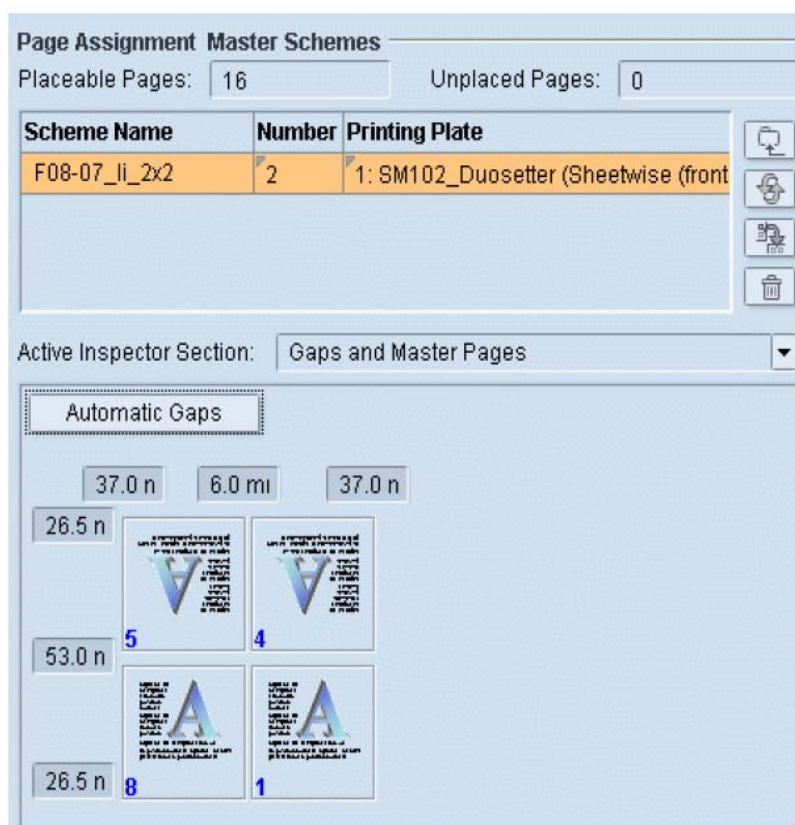 Page Assignment Master Schemes
Placeable Pages: 16 Unplaced Pages: 0
Scheme Name Number Printing Plate
F08-07_li_2x2 2 1: SM102_Duosetter (Sheetwise (front
Active Inspector Section: Gaps and Master Pages
Automatic Gaps
37.0 n 6.0 mı 37.0 n
26.5 n
A A
5 4
53.0 n
A A
26.5 n 8 1